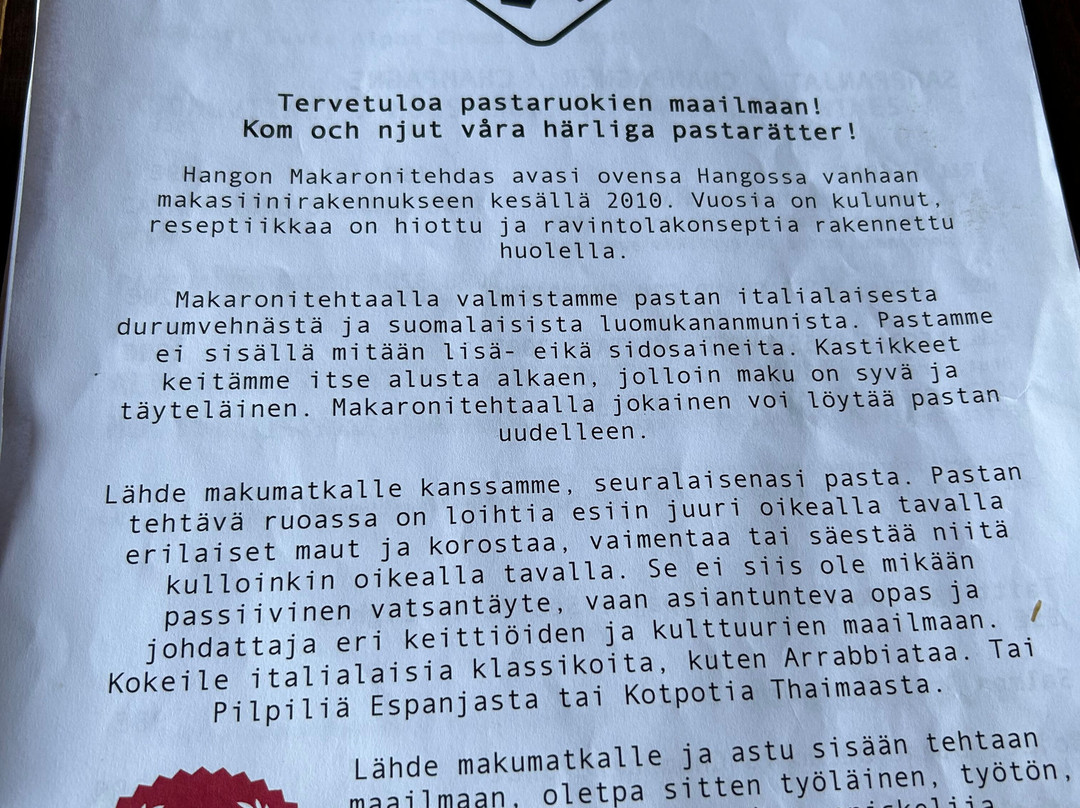 Tervetuloa pastaruokien maailmaan!
Kom och njut våra härliga pastarätter!
Hangon Makaronitehdas avasi ovensa Hangossa vanhaan
makasiinirakennukseen kesällä 2010. Vuosia on kulunut,
reseptiikkaa on hiottu ja ravintolakonseptia rakennettu
huolella.
Makaronitehtaalla valmistamme pastan italialaisesta
durumvehnästä ja suomalaisista luomukananmunista. Pastamme
ei sisällä mitään lisä- eikä sidosaineita. Kastikkeet
keitämme itse alusta alkaen, jolloin maku on syvä ja
täyteläinen. Makaronitehtaalla jokainen voi löytää pastan
uudelleen.
Lähde makumatkalle kanssamme, seuralaisenasi pasta. Pastan
tehtävä ruoassa on loihtia esiin juuri oikealla tavalla
erilaiset maut ja korostaa, vaimentaa tai säestää niitä
kulloinkin oikealla tavalla. Se ei siis ole mikään
passiivinen vatsantäyte, vaan asiantunteva opas ja
johdattaja eri keittiöiden ja kulttuurien maailmaan.
Kokeile italialaisia klassikoita, kuten Arrabbiataa. Tai
Pilpiliä Espanjasta tai Kotpotia Thaimaasta.
Lähde makumatkalle ja astu sisään tehtaan
maailmaan, oletpa sitten työläinen, työtön,